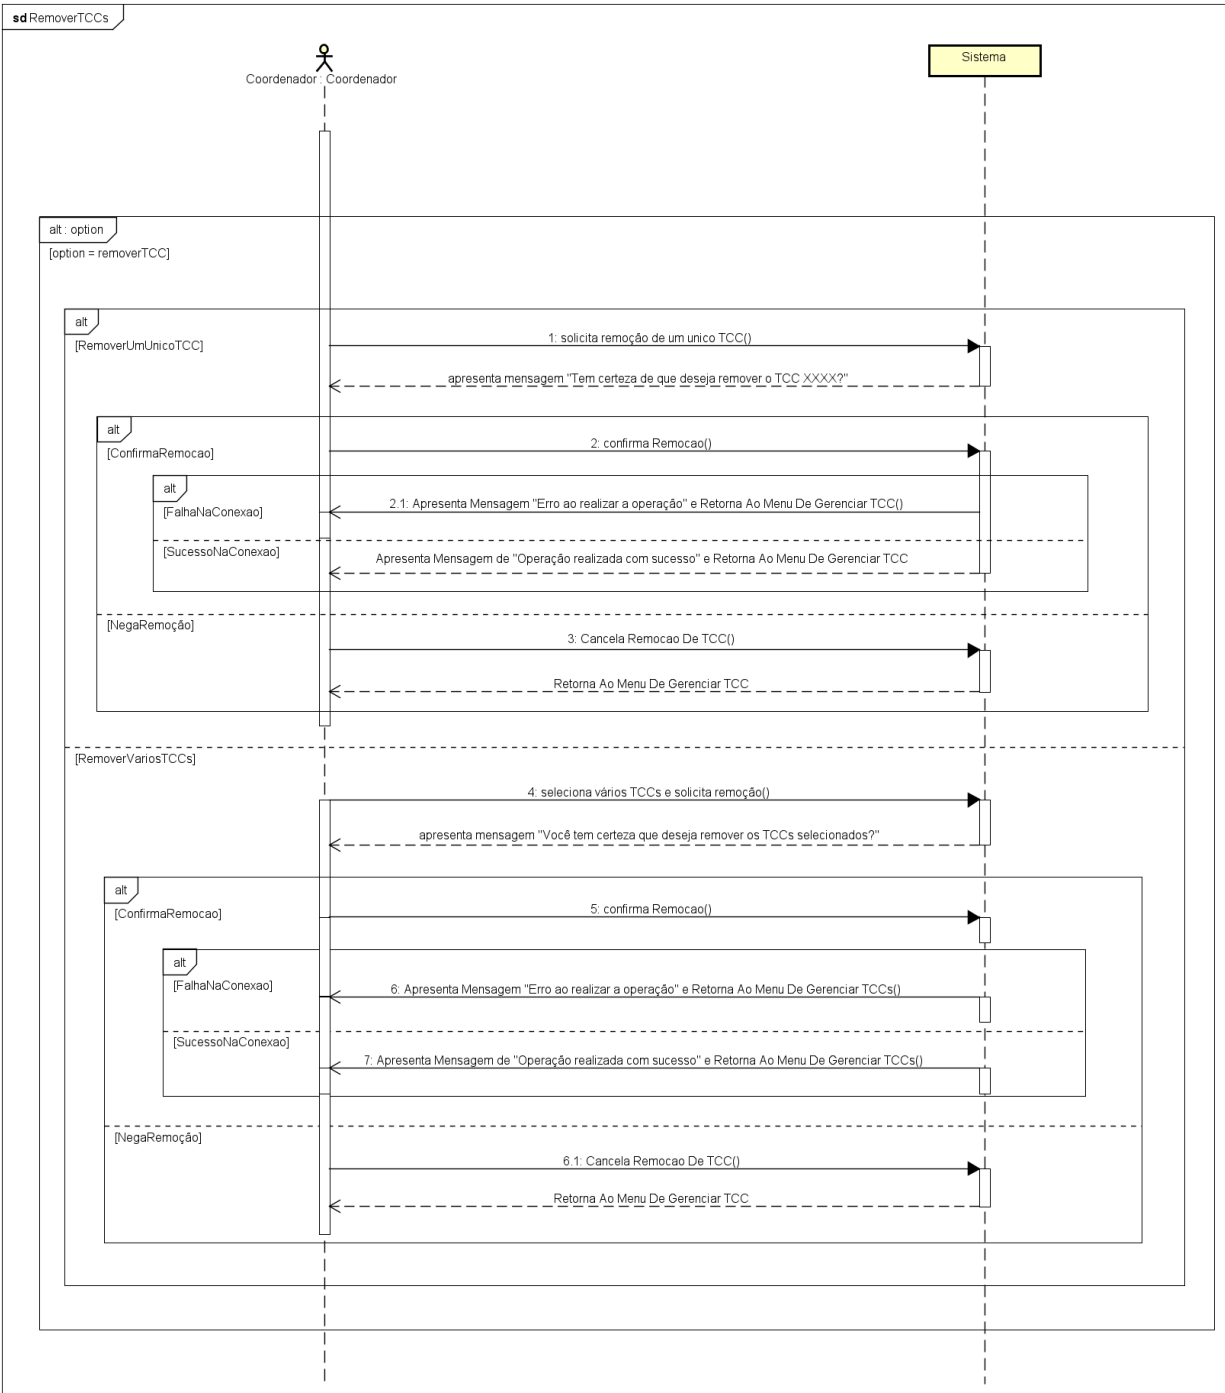 sd RemoverTCCs
Coordenador : Coordenador
Sistema
alt : option
[option = removerTCC]
alt
[RemoverUmUnicoTCC]
1: solicita remoção de um unico TCC()
apresenta mensagem "Tem certeza de que deseja remover o TCC XXXX?"
alt
[ConfirmaRemocao]
2: confirma Remocao()
alt
[FalhaNaConexao]
2.1: Apresenta Mensagem "Erro ao realizar a operação" e Retorna Ao Menu De Gerenciar TCC()
[SucessoNaConexao]
Apresenta Mensagem de "Operação realizada com sucesso" e Retorna Ao Menu De Gerenciar TCC
[NegaRemoção]
3: Cancela Remocao De TCC()
Retorna Ao Menu De Gerenciar TCC
[RemoverVariosTCCs]
4: seleciona vários TCCs e solicita remoção()
apresenta mensagem "Você tem certeza que deseja remover os TCCs selecionados?"
alt
[ConfirmaRemocao]
5: confirma Remocao()
alt
[FalhaNaConexao]
6: Apresenta Mensagem "Erro ao realizar a operação" e Retorna Ao Menu De Gerenciar TCCs()
[SucessoNaConexao]
7: Apresenta Mensagem de "Operação realizada com sucesso" e Retorna Ao Menu De Gerenciar TCCs()
[NegaRemoção]
6.1: Cancela Remocao De TCC()
Retorna Ao Menu De Gerenciar TCC